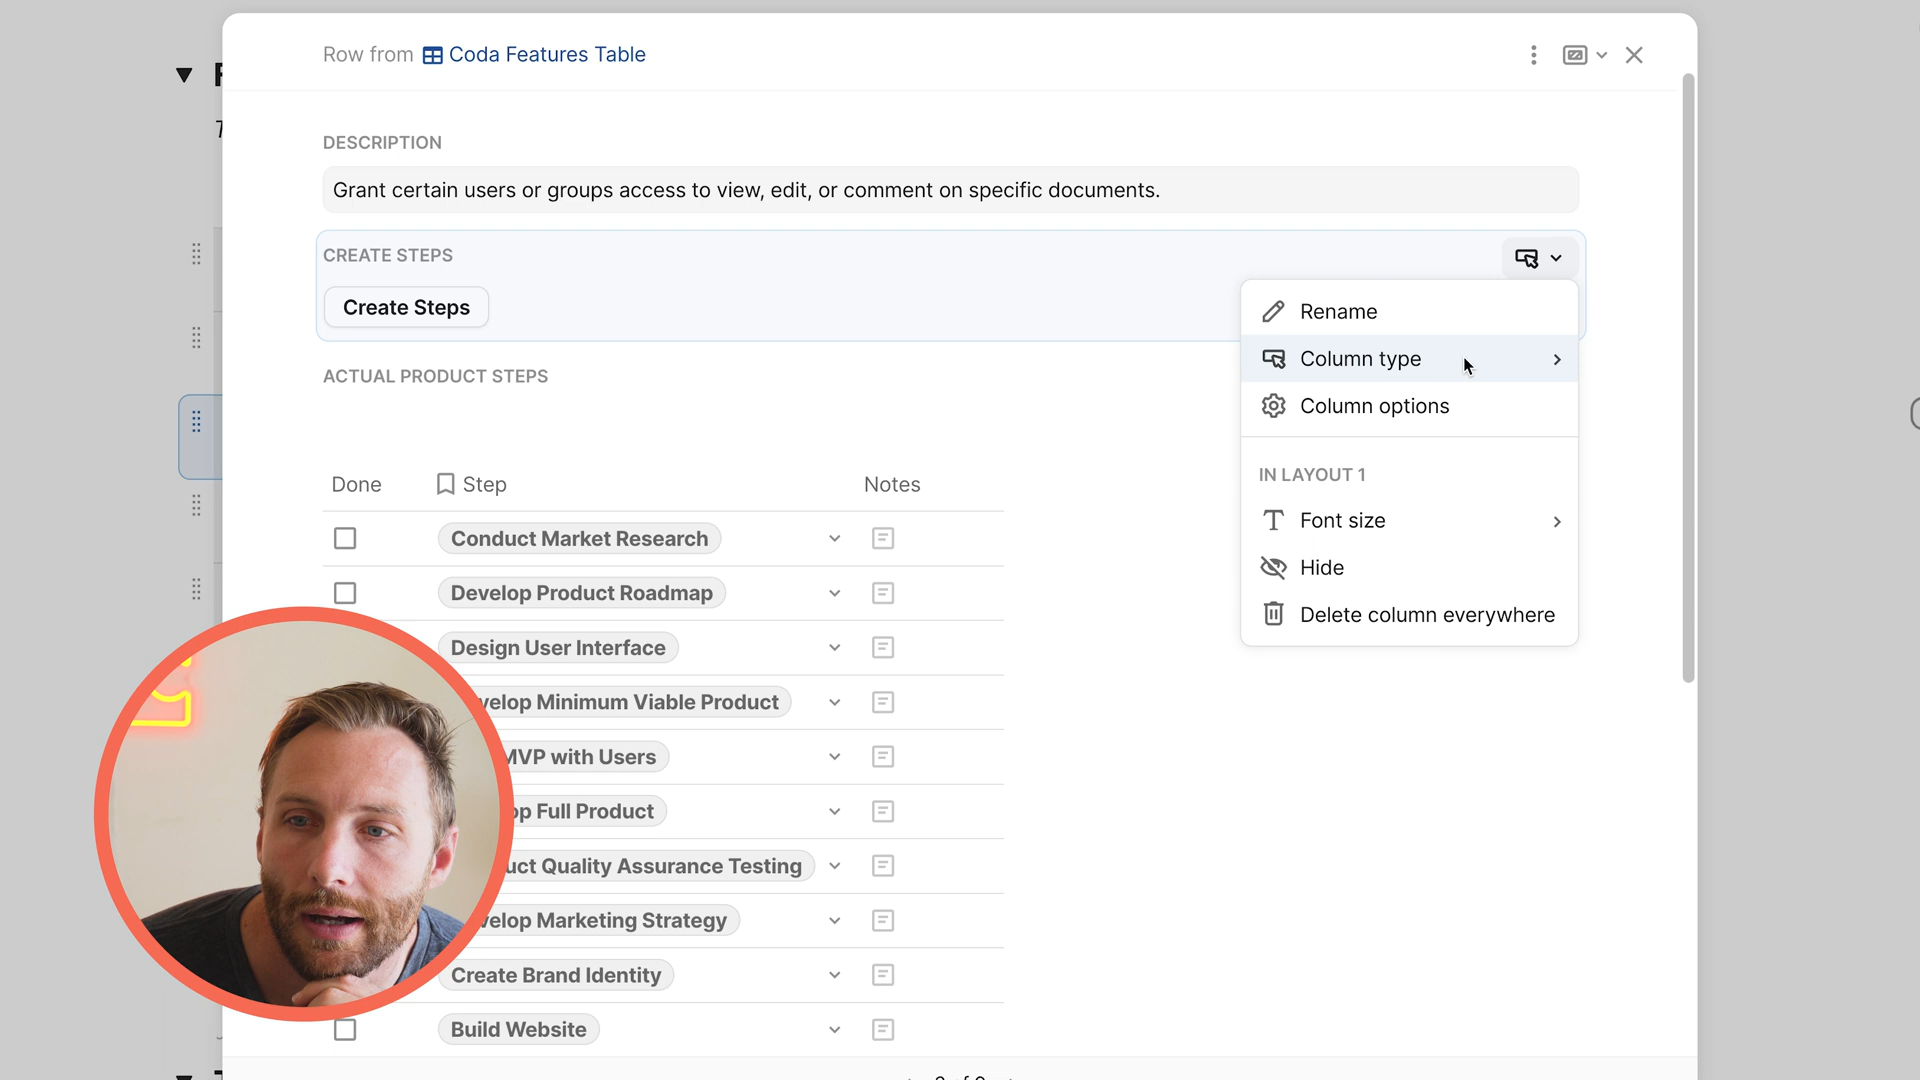 Row from Coda Features Table
DESCRIPTION
Grant certain users or groups access to view, edit, or comment on specific documents.
CREATE STEPS
Create Steps
Rename
Column type
Column options
IN LAYOUT 1
Font size
Hide
Delete column everywhere
ACTUAL PRODUCT STEPS
Done Step Notes
Conduct Market Research
Develop Product Roadmap
Design User Interface
velop Minimum Viable Product
MVP with Users
op Full Product
uct Quality Assurance Testing
velop Marketing Strategy
Create Brand Identity
Build Website